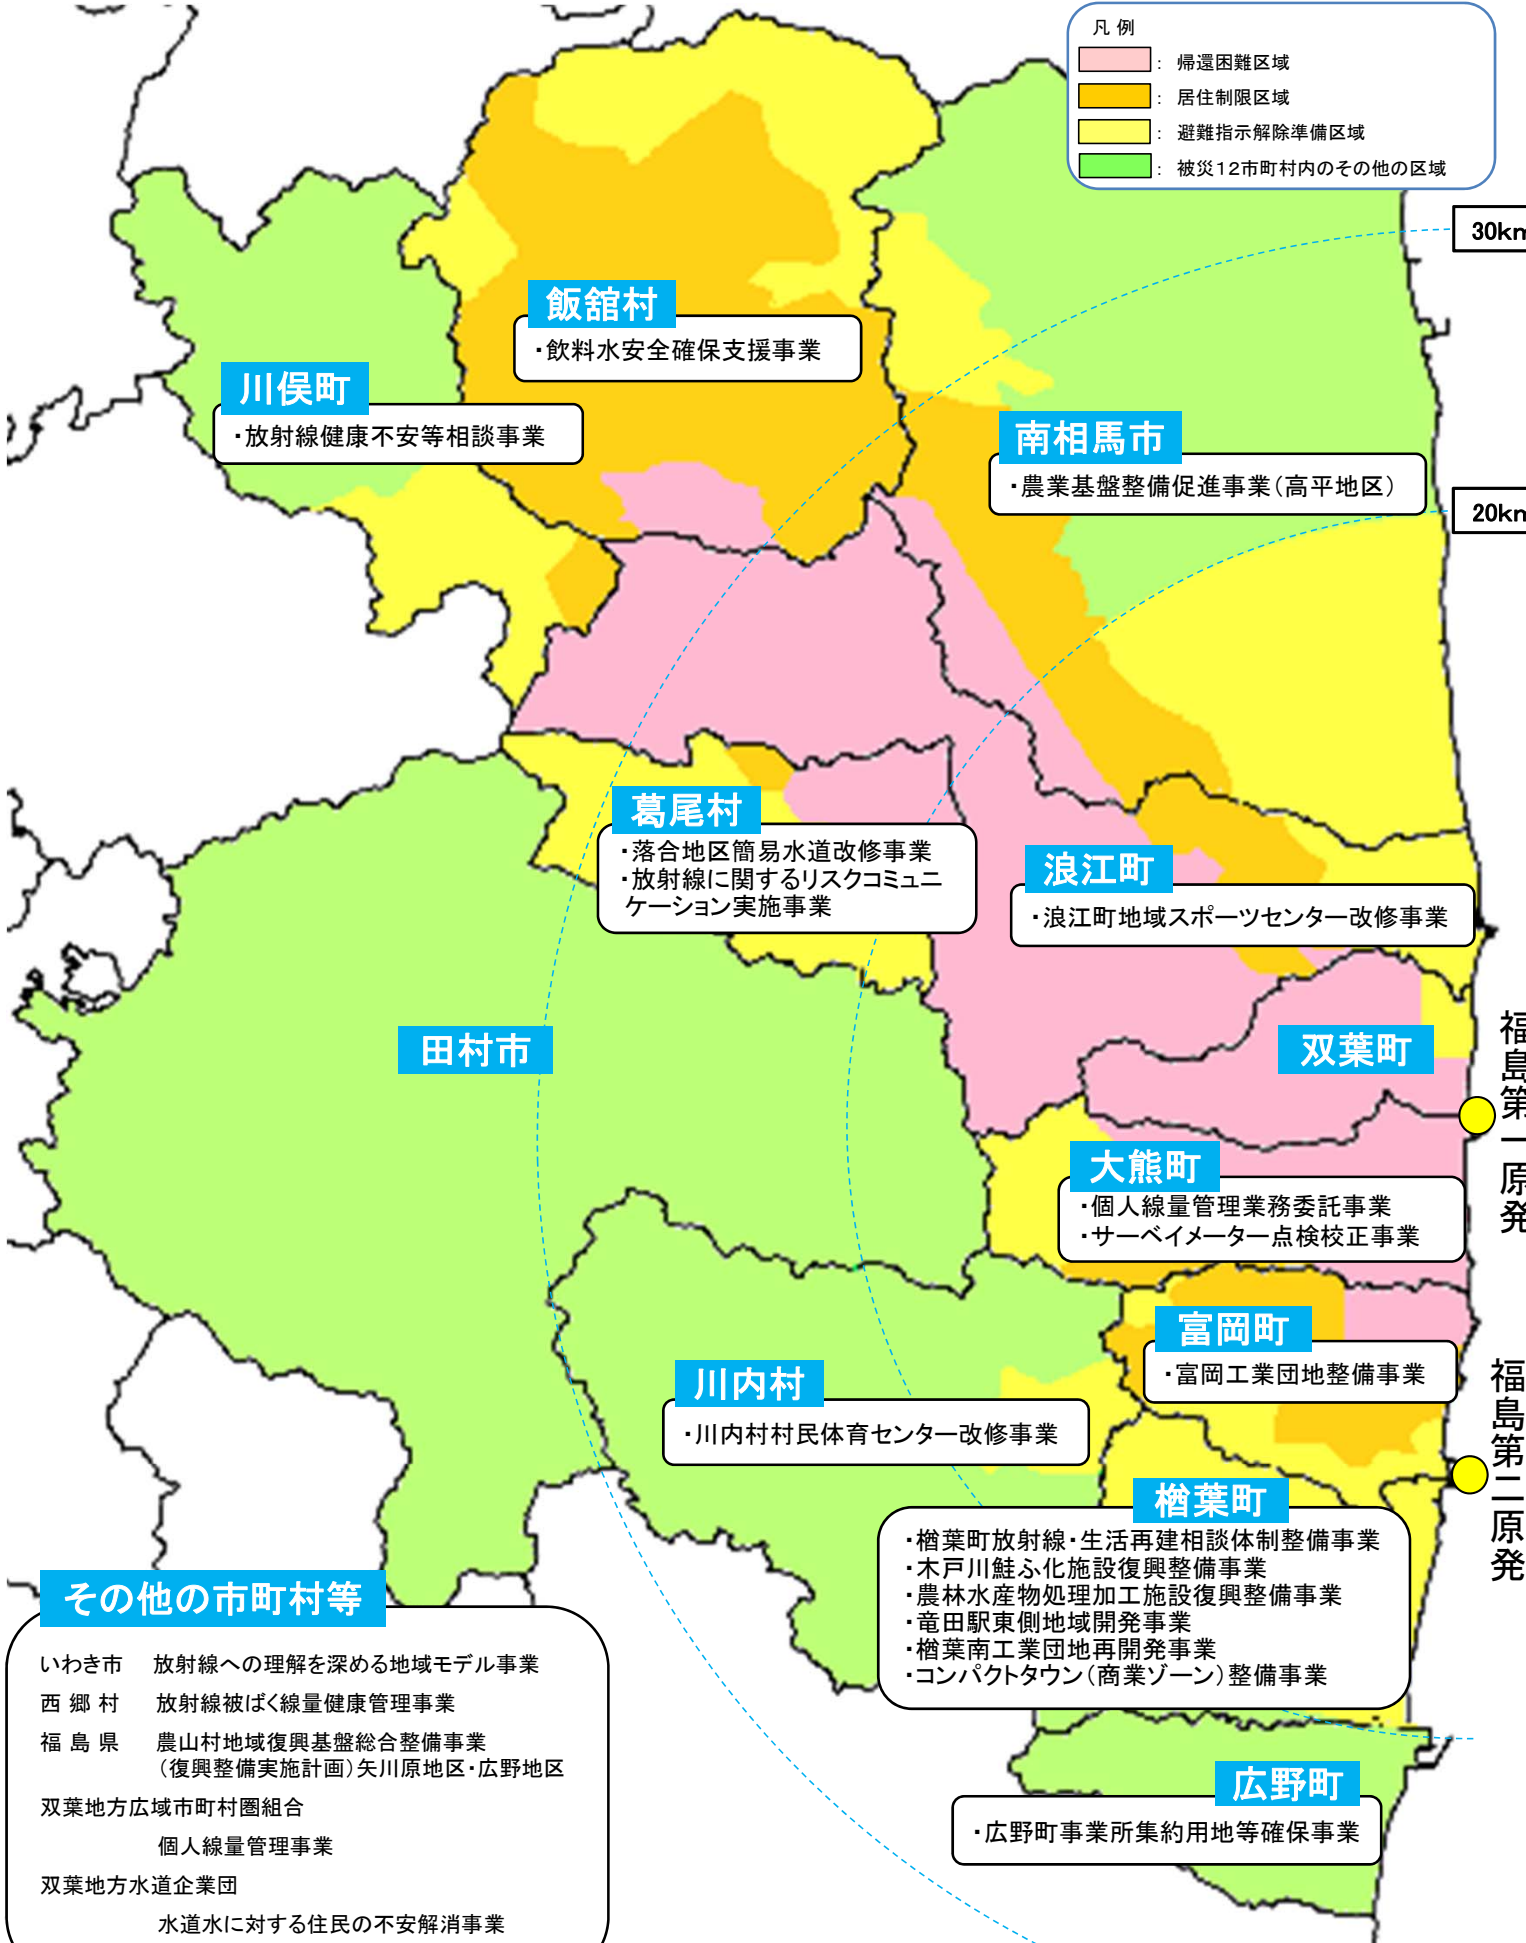 凡 例
： 帰還困難区域
： 居住制限区域
： 避難指示解除準備区域
： 被災12市町村内のその他の区域
30km
20km
飯舘村
・飲料水安全確保支援事業
川俣町
・放射線健康不安等相談事業
南相馬市
・農業基盤整備促進事業（高平地区）
葛尾村
・落合地区簡易水道改修事業
・放射線に関するリスクコミュニ
ケーション実施事業
浪江町
・浪江町地域スポーツセンター改修事業
田村市
双葉町
福島第一原発
大熊町
・個人線量管理業務委託事業
・サーベイメーター点検校正事業
富岡町
・富岡工業団地整備事業
福島第二原発
川内村
・川内村村民体育センター改修事業
楢葉町
・楢葉町放射線・生活再建相談体制整備事業
・木戸川鮭ふ化施設復興整備事業
・農林水産物処理加工施設復興整備事業
・竜田駅東側地域開発事業
・楢葉南工業団地再開発事業
・コンパクトタウン（商業ゾーン）整備事業
広野町
・広野町事業所集約用地等確保事業
その他の市町村等
いわき市 放射線への理解を深める地域モデル事業
西 郷 村 放射線被ばく線量健康管理事業
福 島 県 農山村地域復興基盤総合整備事業
（復興整備実施計画）矢川原地区・広野地区
双葉地方広域市町村圏組合
個人線量管理事業
双葉地方水道企業団
水道水に対する住民の不安解消事業